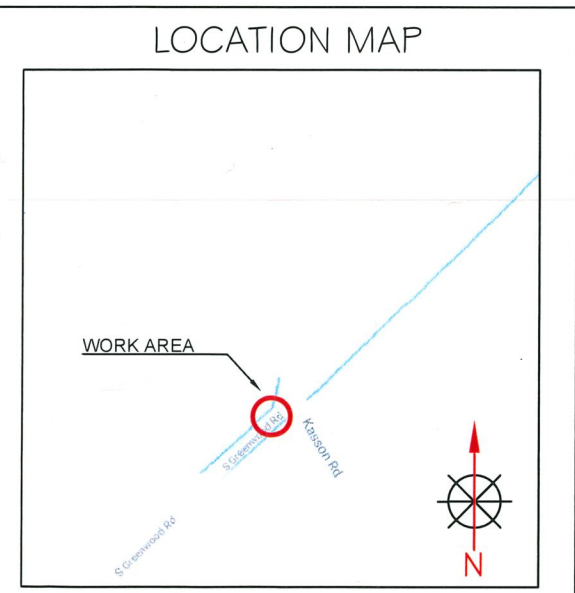 LOCATION MAP
WORK AREA
S Greenwood Rd
Kasson Rd
S Greenwood Rd
N